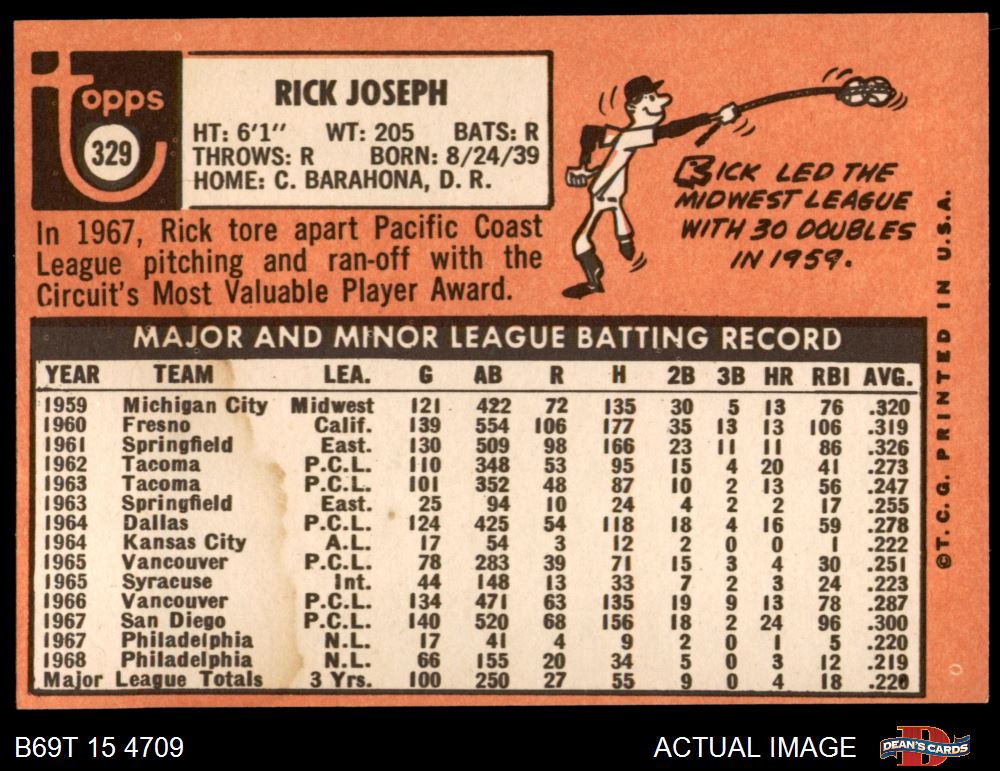 topps
329
RICK JOSEPH
HT: 6'1" WT: 205 BATS: R
THROWS: R BORN: 8/24/39
HOME: C. BARAHONA, D. R.
In 1967, Rick tore apart Pacific Coast
League pitching and ran-off with the
Circuit's Most Valuable Player Award.
RICK LED THE
MIDWEST LEAGUE
WITH 30 DOUBLES
IN 1959.
MAJOR AND MINOR LEAGUE BATTING RECORD
YEAR TEAM LEA. G AB R H 2B 3B HR RBI AVG.
1959 Michigan City Midwest 121 422 72 135 30 5 13 76 .320
1960 Fresno Calif. 139 554 106 177 35 13 13 106 .319
1961 Springfield East. 130 509 98 166 23 11 11 86 .326
1962 Tacoma P.C.L. 110 348 53 95 15 4 20 41 .273
1963 Tacoma P.C.L. 101 352 48 87 10 2 13 56 .247
1963 Springfield East. 25 94 10 24 4 2 2 17 .255
1964 Dallas P.C.L. 124 425 54 118 18 4 16 59 .278
1964 Kansas City A.L. 17 54 3 12 2 0 0 1 .222
1965 Vancouver P.C.L. 78 283 39 71 15 3 4 30 .251
1965 Syracuse Int. 44 148 13 33 7 2 3 24 .223
1966 Vancouver P.C.L. 134 471 63 135 19 9 13 78 .287
1967 San Diego P.C.L. 140 520 68 156 18 2 24 96 .300
1967 Philadelphia N.L. 17 41 4 9 2 0 1 5 .220
1968 Philadelphia N.L. 66 155 20 34 5 0 3 12 .219
Major League Totals 3 Yrs. 100 250 27 55 9 0 4 18 .220
©T. C. G. PRINTED IN U.S.A.
B69T 15 4709
ACTUAL IMAGE
DEAN'S CARDS